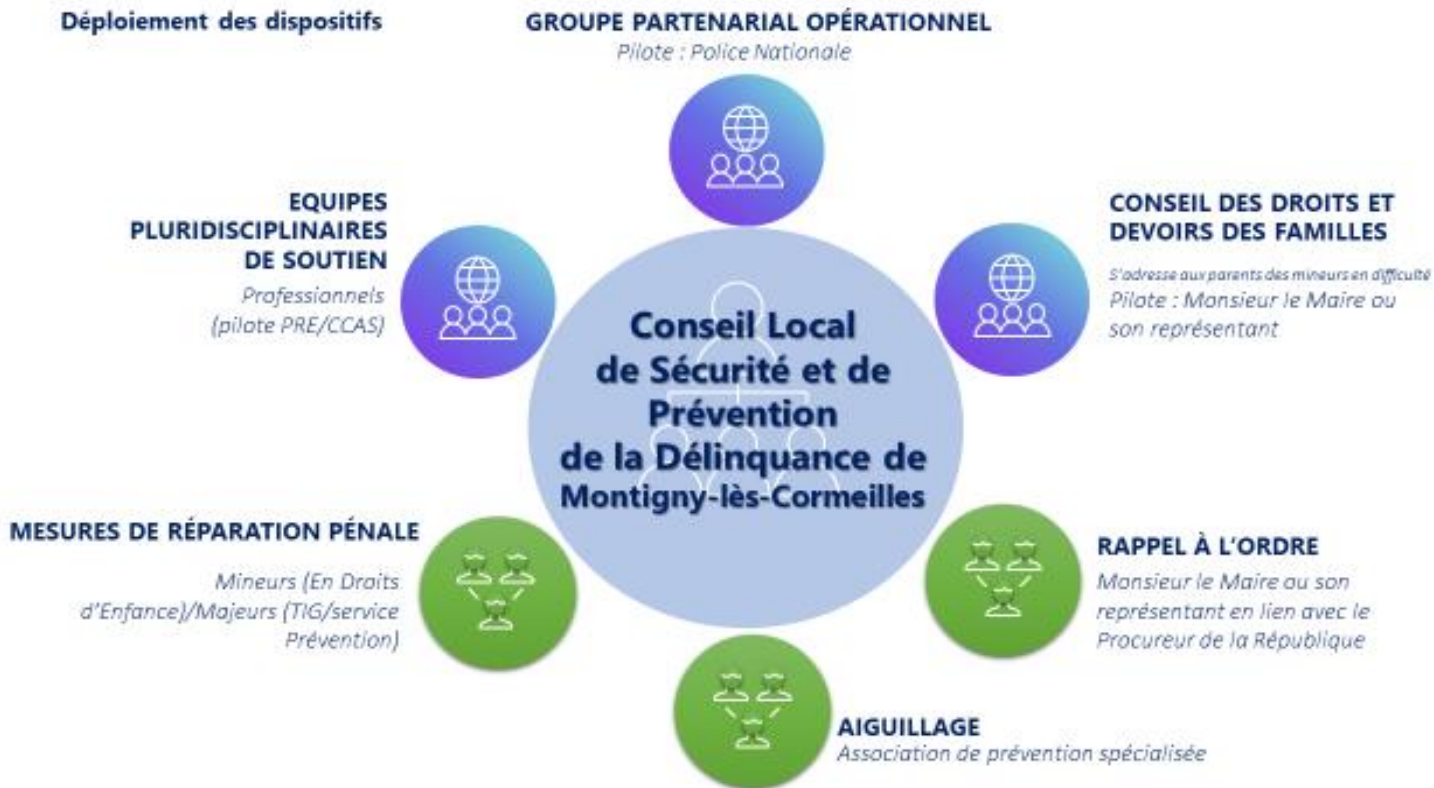 Déploiement des dispositifs
GROUPE PARTENARIAL OPÉRATIONNEL
Pilote : Police Nationale
EQUIPES
PLURIDISCIPLINAIRES
DE SOUTIEN
Professionnels
(pilote PRE/CCAS)
CONSEIL DES DROITS ET
DEVOIRS DES FAMILLES
S'adresse aux parents des mineurs en difficulté
Pilote : Monsieur le Maire ou
son représentant
Conseil Local
de Sécurité et de
Prévention
de la Délinquance de
Montigny-lès-Cormeilles
MESURES DE RÉPARATION PÉNALE
Mineurs (En Droits
d'Enfance)/Majeurs (TIG/service
Prévention)
RAPPEL À L'ORDRE
Monsieur le Maire ou son
représentant en lien avec le
Procureur de la République
AIGUILLAGE
Association de prévention spécialisée